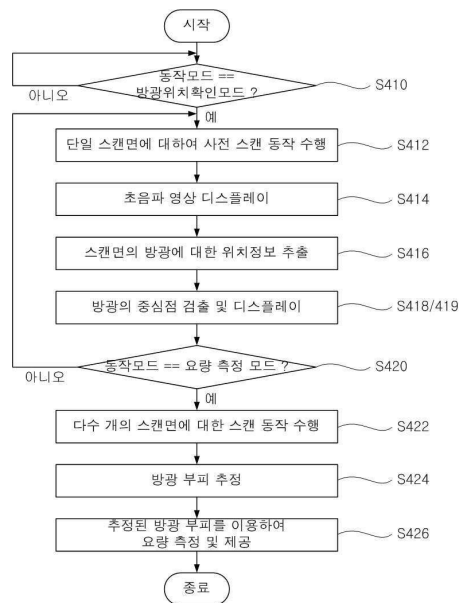 시작
동작모드 ==
방광위치확인모드 ?
S410
아니오
예
단일 스캔면에 대하여 사전 스캔 동작 수행
S412
초음파 영상 디스플레이
S414
스캔면의 방광에 대한 위치정보 추출
S416
방광의 중심점 검출 및 디스플레이
S418/419
동작모드 == 요량 측정 모드 ?
S420
아니오
예
다수 개의 스캔면에 대한 스캔 동작 수행
S422
방광 부피 추정
S424
추정된 방광 부피를 이용하여
요량 측정 및 제공
S426
종료